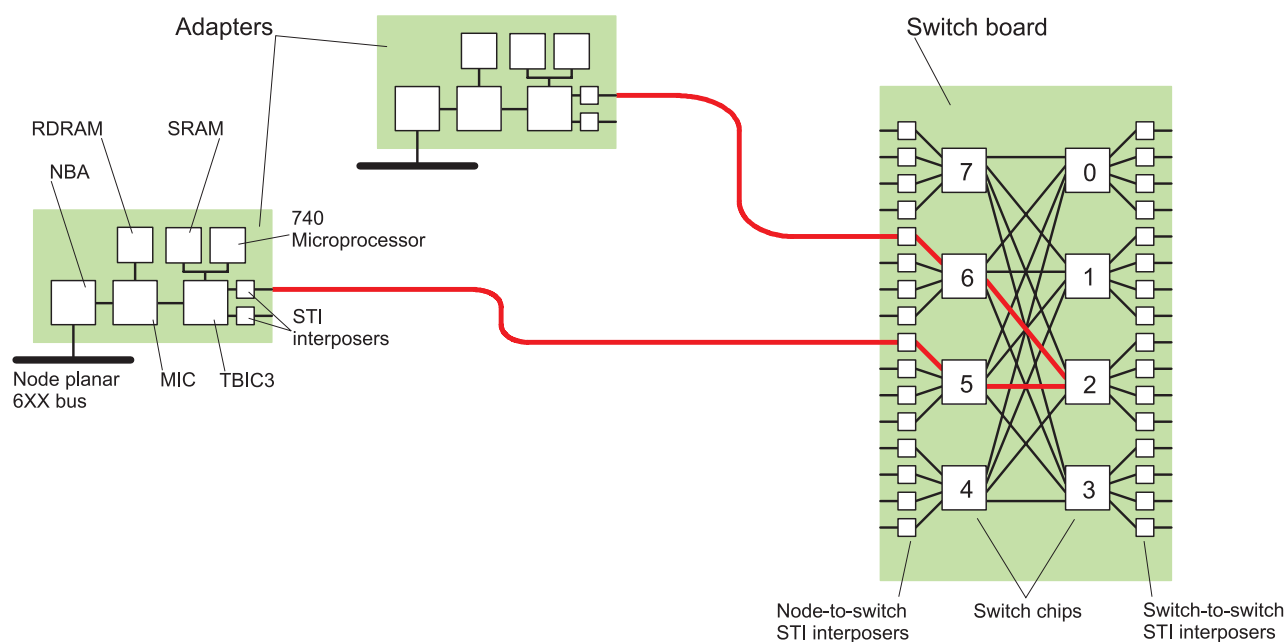 Adapters
Switch board
RDRAM
SRAM
NBA
740
Microprocessor
STI
interposers
Node planar
6XX bus
MIC
TBIC3
7
0
6
1
5
2
4
3
Node-to-switch
STI interposers
Switch chips
Switch-to-switch
STI interposers